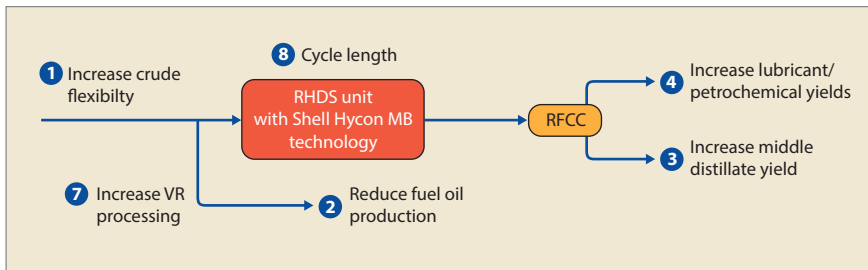 8 Cycle length
1 Increase crude
flexibilty
RHDS unit
with Shell Hycon MB
technology
RFCC
4 Increase lubricant/
petrochemical yields
3 Increase middle
distillate yield
7 Increase VR
processing
2 Reduce fuel oil
production